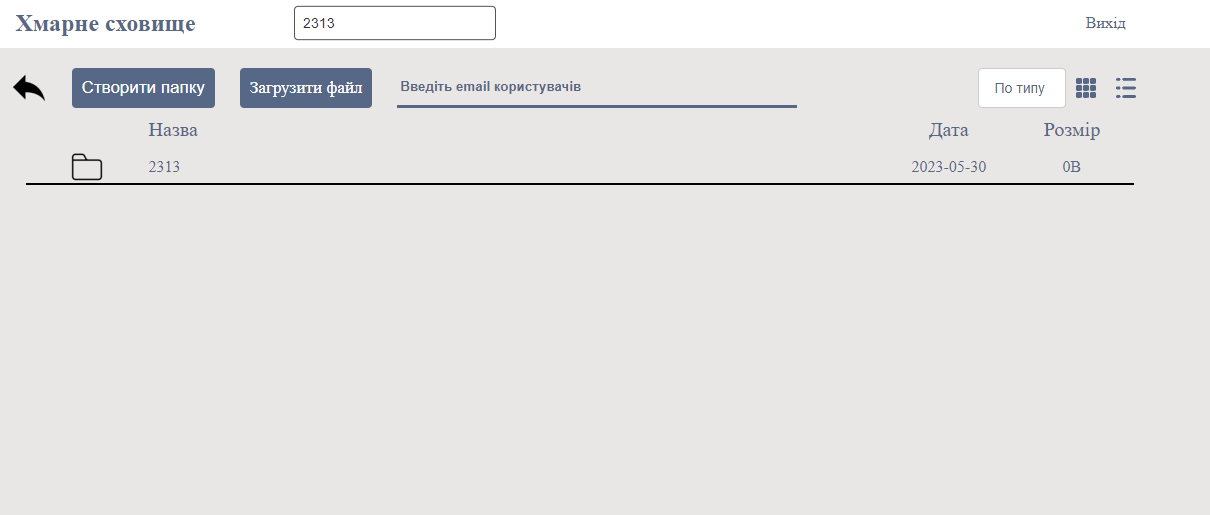 Хмарне сховище
2313
Вихід
Створити папку
Загрузити файл
Введіть email користувачів
По типу
Назва
Дата
Розмір
2313
2023-05-30
0B